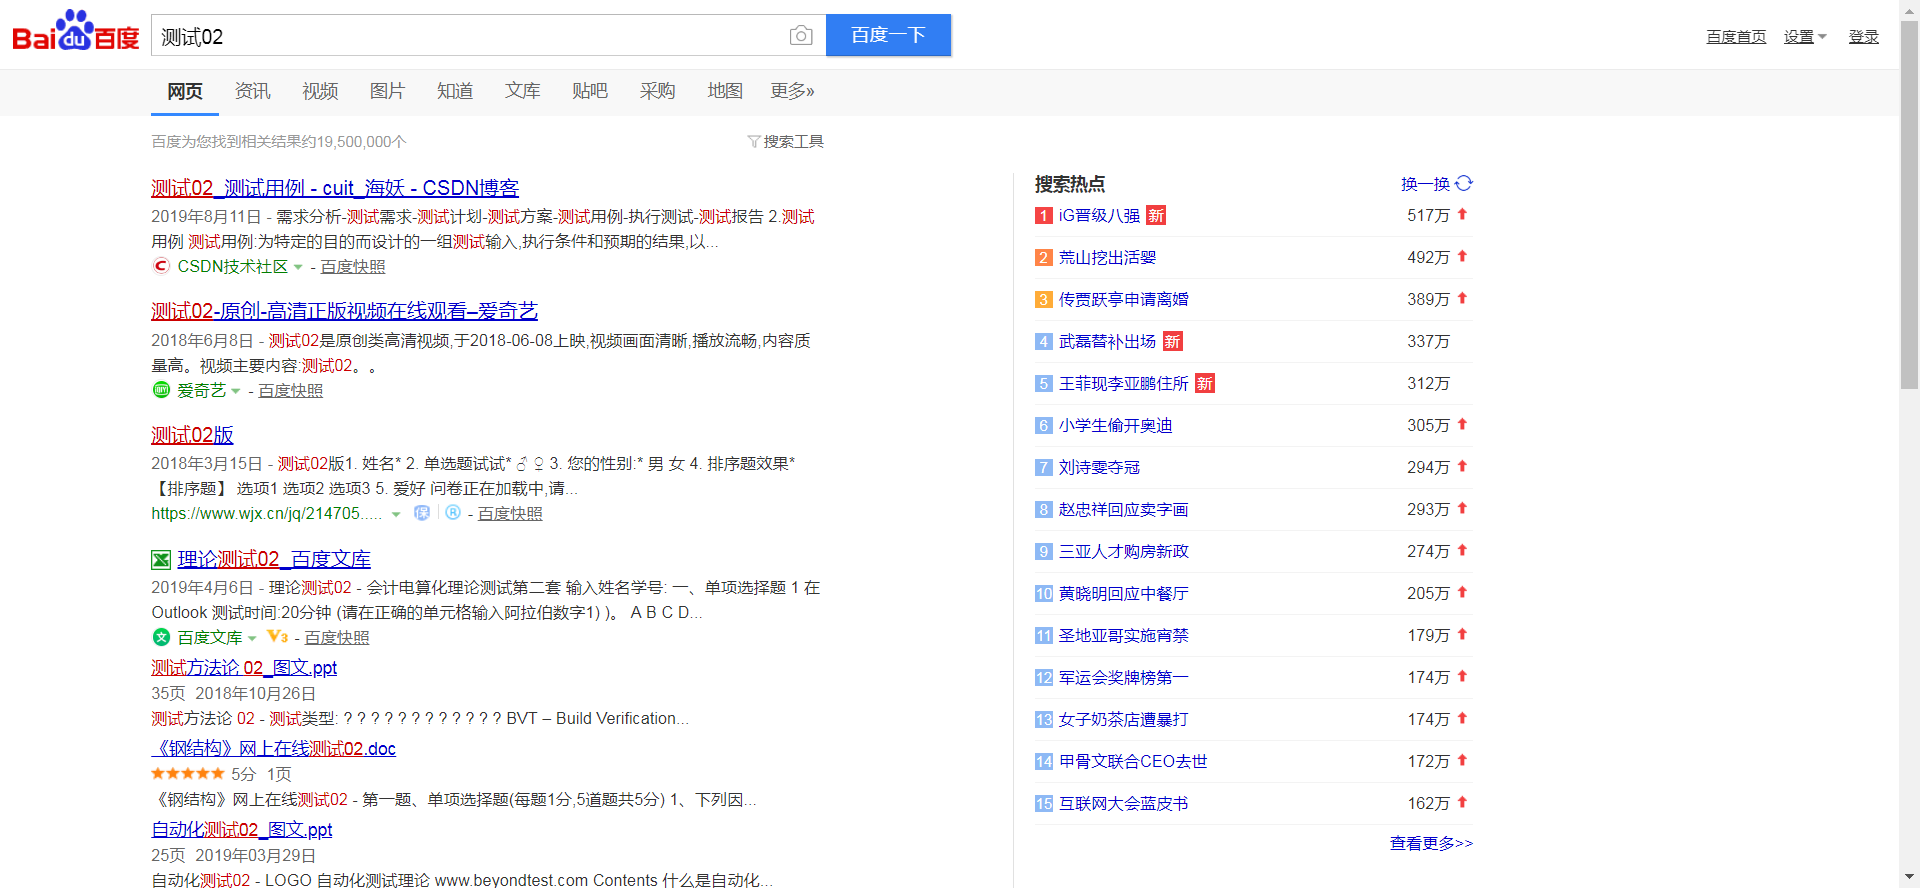 Baidu百度
测试02
百度一下
百度首页 设置 登录
网页 资讯 视频 图片 知道 文库 贴吧 采购 地图 更多»
百度为您找到相关结果约19,500,000个
搜索工具
测试02_测试用例 - cuit_海妖 - CSDN博客
2019年8月11日 - 需求分析-测试需求-测试计划-测试方案-测试用例-执行测试-测试报告 2.测试
用例 测试用例:为特定的目的而设计的一组测试输入,执行条件和预期的结果,以...
CSDN技术社区 - 百度快照
测试02-原创-高清正版视频在线观看–爱奇艺
2018年6月8日 - 测试02是原创类高清视频,于2018-06-08上映,视频画面清晰,播放流畅,内容质
量高。视频主要内容:测试02。。
爱奇艺 - 百度快照
测试02版
2018年3月15日 - 测试02版1. 姓名* 2. 单选题试试* ♂ ♀ 3. 您的性别:* 男 女 4. 排序题效果*
【排序题】 选项1 选项2 选项3 5. 爱好 问卷正在加载中,请...
https://www.wjx.cn/jq/214705..... 保 ® - 百度快照
理论测试02_百度文库
2019年4月6日 - 理论测试02 - 会计电算化理论测试第二套 输入姓名学号: 一、单项选择题 1 在
Outlook 测试时间:20分钟 (请在正确的单元格输入阿拉伯数字1) )。 A B C D...
百度文库 V3 - 百度快照
测试方法论 02_图文.ppt
35页 2018年10月26日
测试方法论 02 - 测试类型: ? ? ? ? ? ? ? ? ? ? ? ? BVT – Build Verification...
《钢结构》网上在线测试02.doc
★★★★★ 5分 1页
《钢结构》网上在线测试02 - 第一题、单项选择题(每题1分,5道题共5分) 1、下列因...
自动化测试02_图文.ppt
25页 2019年03月29日
自动化测试02 - LOGO 自动化测试理论 www.beyondtest.com Contents 什么是自动化...
搜索热点 换一换
1 iG晋级八强 新 517万
2 荒山挖出活婴 492万
3 传贾跃亭申请离婚 389万
4 武磊替补出场 新 337万
5 王菲现李亚鹏住所 新 312万
6 小学生偷开奥迪 305万
7 刘诗雯夺冠 294万
8 赵忠祥回应卖字画 293万
9 三亚人才购房新政 274万
10 黄晓明回应中餐厅 205万
11 圣地亚哥实施宵禁 179万
12 军运会奖牌榜第一 174万
13 女子奶茶店遭暴打 174万
14 甲骨文联合CEO去世 172万
15 互联网大会蓝皮书 162万
查看更多>>